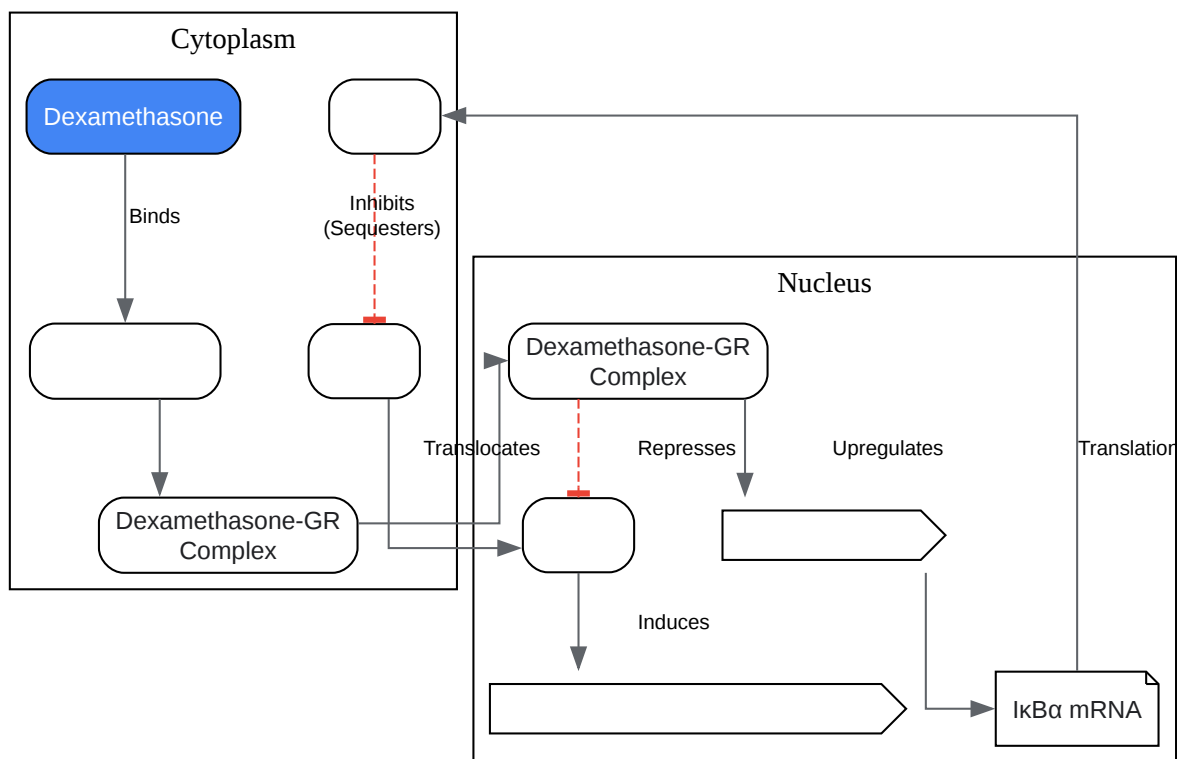 Cytoplasm
Dexamethasone
Binds
Inhibits
(Sequesters)
Nucleus
Dexamethasone-GR
Complex
Translocates
Represses
Upregulates
Translation
Dexamethasone-GR
Complex
Induces
IκBα mRNA